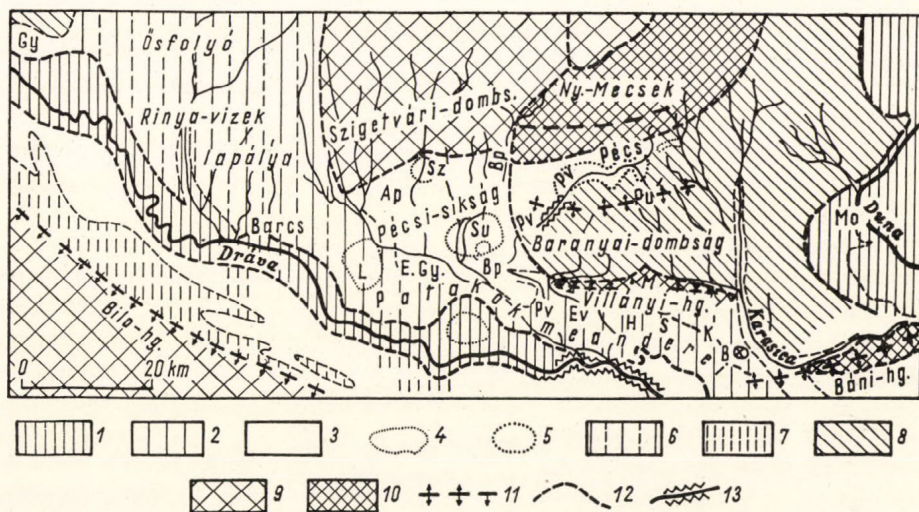 Gy
Ősfolyó
Rinya-vizek
lapálya
Barcs
Dráva
Bilo-hg.
0 20 km
Szigetvári-dombs.
Ny.-Mecsek
Bp
Sz
Ap
Pécsi-síkság
Su
L
E.Gy.
Bp
patakok
Pécs
Pv
Pv
Pu
Baranyai-dombság
M
Villányi-hg.
Pv
Ev
H
S
K
B
meanderei
Karasica
Báni-hg.
Mo
Duna
1 2 3 4 5 6 7 8
9 10 11 12 13